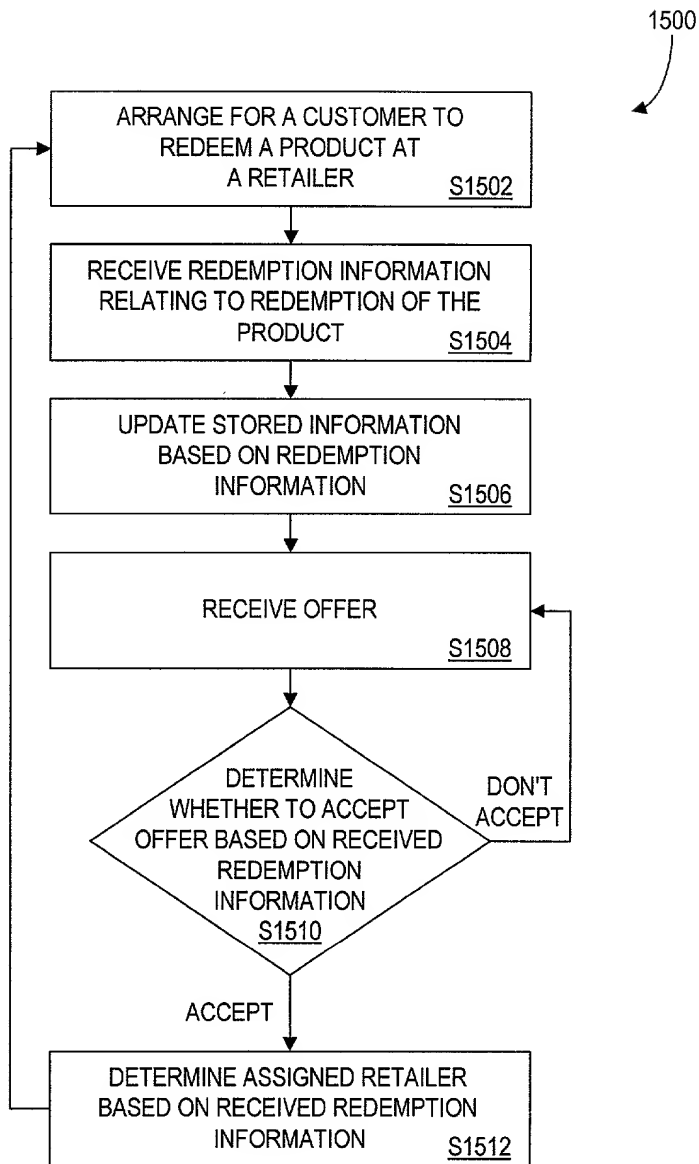 1500
ARRANGE FOR A CUSTOMER TO
REDEEM A PRODUCT AT
A RETAILER
S1502
RECEIVE REDEMPTION INFORMATION
RELATING TO REDEMPTION OF THE
PRODUCT
S1504
UPDATE STORED INFORMATION
BASED ON REDEMPTION
INFORMATION
S1506
RECEIVE OFFER
S1508
DETERMINE
WHETHER TO ACCEPT
OFFER BASED ON RECEIVED
REDEMPTION
INFORMATION
S1510
DON'T
ACCEPT
ACCEPT
DETERMINE ASSIGNED RETAILER
BASED ON RECEIVED REDEMPTION
INFORMATION
S1512